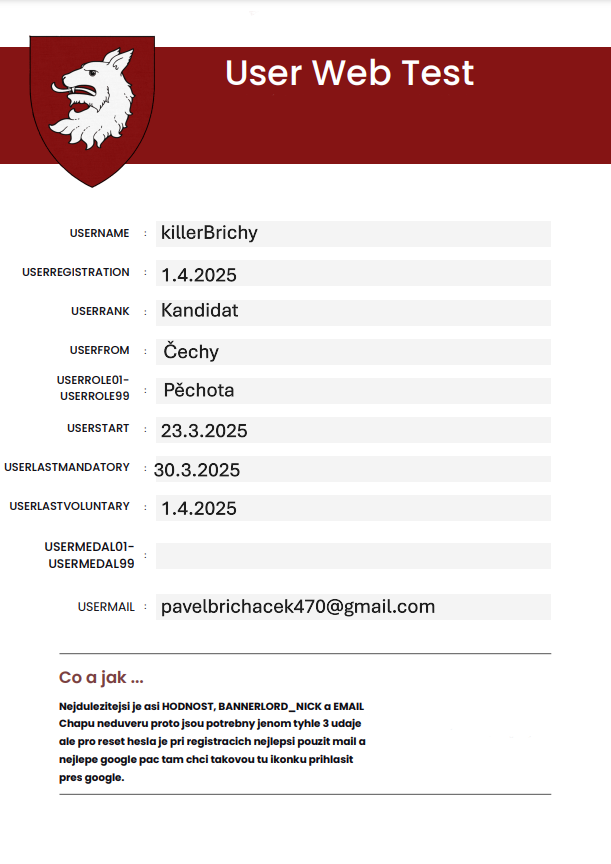 User Web Test
USERNAME : killerBrichy
USERREGISTRATION : 1.4.2025
USERRANK : Kandidat
USERFROM : Čechy
USERROLE01-
USERROLE99 : Pěchota
USERSTART : 23.3.2025
USERLASTMANDATORY : 30.3.2025
USERLASTVOLUNTARY : 1.4.2025
USERMEDAL01-
USERMEDAL99 :
USERMAIL : pavelbrichacek470@gmail.com
Co a jak ...
Nejdulezitejsi je asi HODNOST, BANNERLORD_NICK a EMAIL
Chapu neduveru proto jsou potrebny jenom tyhle 3 udaje
ale pro reset hesla je pri registracich nejlepsi pouzit mail a
nejlepe google pac tam chci takovou tu ikonku prihlasit
pres google.